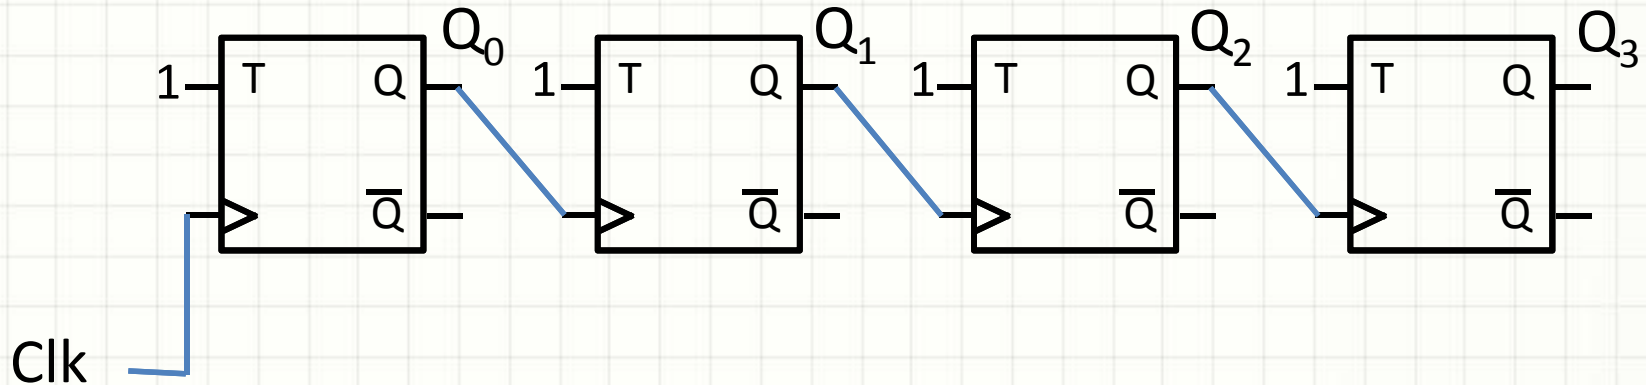 Q₀ Q₁ Q₂ Q₃
1 T Q 1 T Q 1 T Q 1 T Q
Q̅ Q̅ Q̅ Q̅
Clk